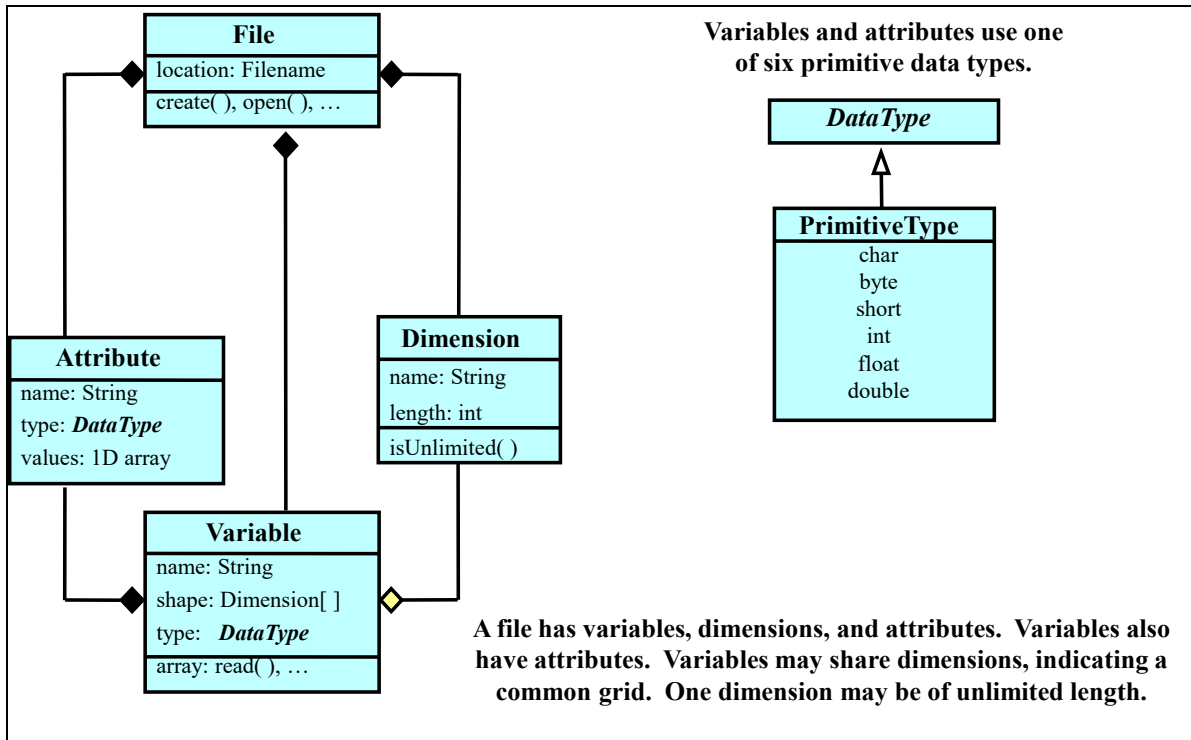 File
location: Filename
create( ), open( ), …
Variables and attributes use one
of six primitive data types.
DataType
PrimitiveType
char
byte
short
int
float
double
Attribute
name: String
type: DataType
values: 1D array
Dimension
name: String
length: int
isUnlimited( )
Variable
name: String
shape: Dimension[ ]
type: DataType
array: read( ), …
A file has variables, dimensions, and attributes. Variables also
have attributes. Variables may share dimensions, indicating a
common grid. One dimension may be of unlimited length.